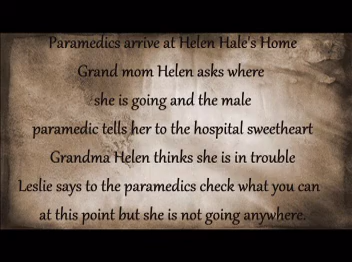 Paramedics arrive at Helen Hale's Home
Grand mom Helen asks where
she is going and the male
paramedic tells her to the hospital sweetheart
Grandma Helen thinks she is in trouble
Leslie says to the paramedics check what you can
at this point but she is not going anywhere.